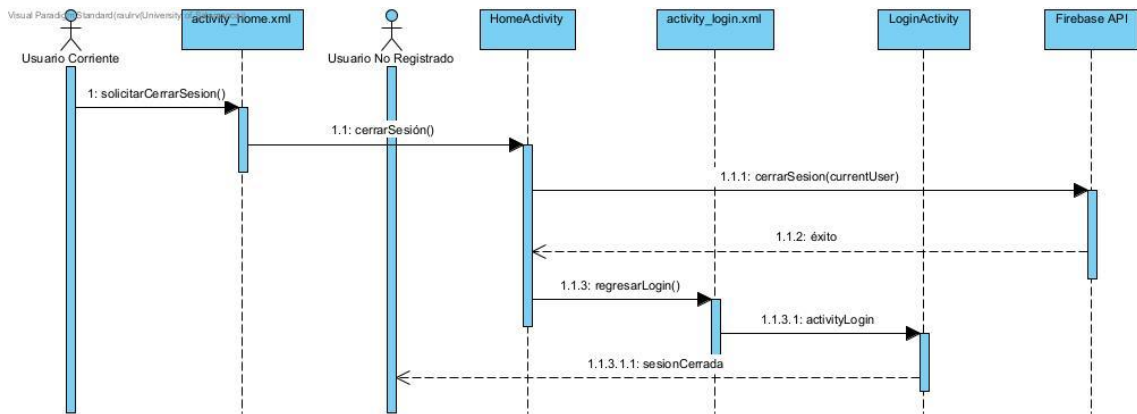 Visual Paradigm Standard(raulrv(University of
activity_home.xml
HomeActivity
activity_login.xml
LoginActivity
Firebase API
Usuario Corriente
Usuario No Registrado
1: solicitarCerrarSesion()
1.1: cerrarSesión()
1.1.1: cerrarSesion(currentUser)
1.1.2: éxito
1.1.3: regresarLogin()
1.1.3.1: activityLogin
1.1.3.1.1: sesionCerrada